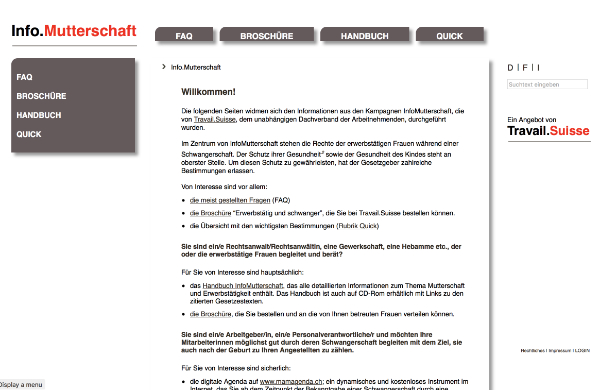 Info.Mutterschaft
FAQ
BROSCHÜRE
HANDBUCH
QUICK
FAQ
BROSCHÜRE
HANDBUCH
QUICK
Info.Mutterschaft
Willkommen!
Die folgenden Seiten widmen sich den Informationen aus den Kampagnen InfoMutterschaft, die
von Travail.Suisse, dem unabhängigen Dachverband der Arbeitnehmenden, durchgeführt
wurden.
Im Zentrum von InfoMutterschaft stehen die Rechte der erwerbstätigen Frauen während einer
Schwangerschaft. Der Schutz ihrer Gesundheit sowie der Gesundheit des Kindes steht an
oberster Stelle. Um diesen Schutz zu gewährleisten, hat der Gesetzgeber zahlreiche
Bestimmungen erlassen.
Von Interesse sind vor allem:
• die meist gestellten Fragen (FAQ)
• die Broschüre "Erwerbstätig und schwanger", die Sie bei Travail.Suisse bestellen können.
• die Übersicht mit den wichtigsten Bestimmungen (Rubrik Quick)
Sie sind ein/e Rechtsanwalt/Rechtsanwältin, eine Gewerkschaft, eine Hebamme etc., der
oder die erwerbstätige Frauen begleitet und berät?
Für Sie von Interesse sind hauptsächlich:
• das Handbuch InfoMutterschaft, das alle detaillierten Informationen zum Thema Mutterschaft
und Erwerbstätigkeit enthält. Das Handbuch ist auch auf CD-Rom erhältlich mit Links zu den
zitierten Gesetzestexten.
• die Broschüre, die Sie bestellen und an die von Ihnen betreuten Frauen verteilen können.
Sie sind ein/e Arbeitgeber/in, ein/e Personalverantwortliche/r und möchten Ihre
Mitarbeiterinnen möglichst gut durch deren Schwangerschaft begleiten mit dem Ziel, sie
auch nach der Geburt zu Ihren Angestellten zu zählen.
Für Sie von Interesse sind sicherlich:
• die digitale Agenda auf www.mamagenda.ch: ein dynamisches und kostenloses Instrument im
Internet, das Sie ab dem Zeitpunkt der Bekanntgabe einer Schwangerschaft durch eine
D | F | I
Suchtext eingeben
Ein Angebot von
Travail.Suisse
Rechtliches | Impressum | LOGIN
Display a menu